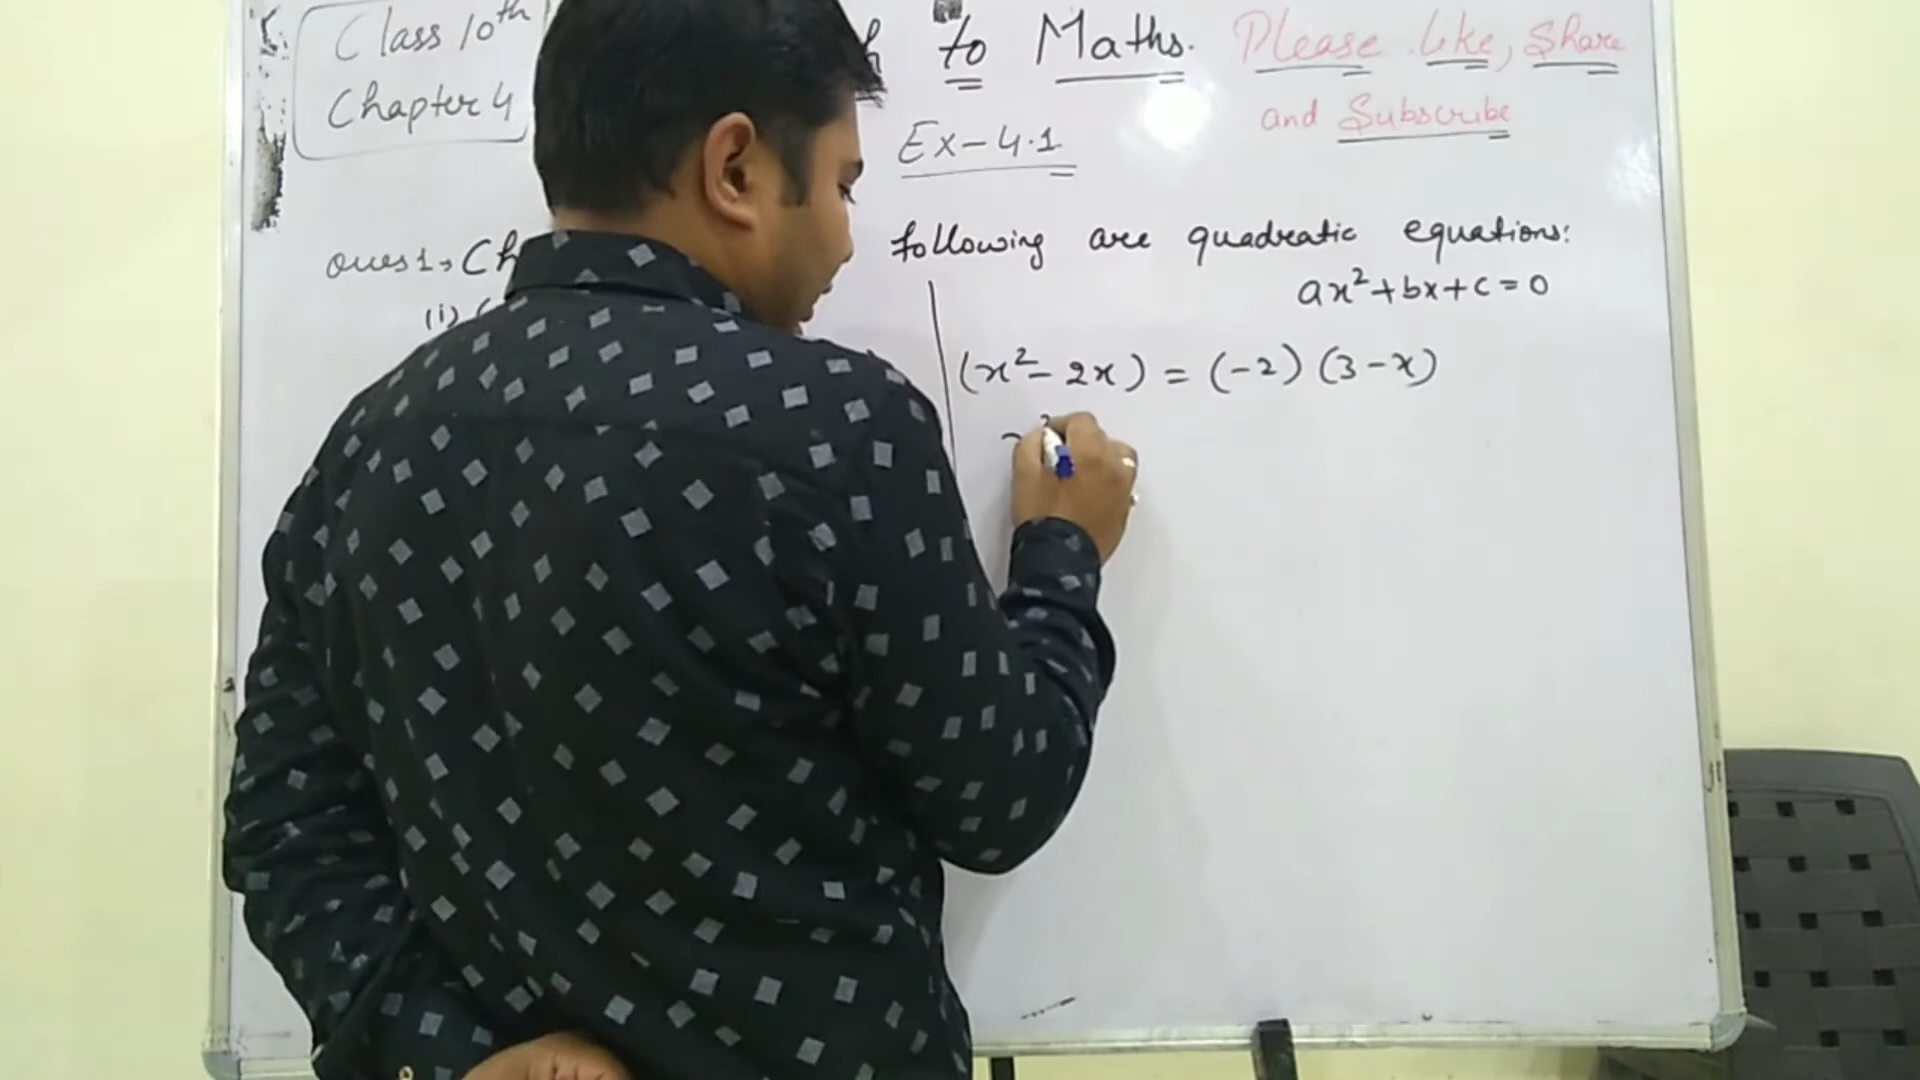 Class 10th
Chapter 4
to Maths.
Please Like, Share
and Subscribe
Ex-4.1
Ques 1→ Ch
following are quadratic equations:
(i) (
ax²+bx+c=0
(x²-2x) = (-2) (3-x)